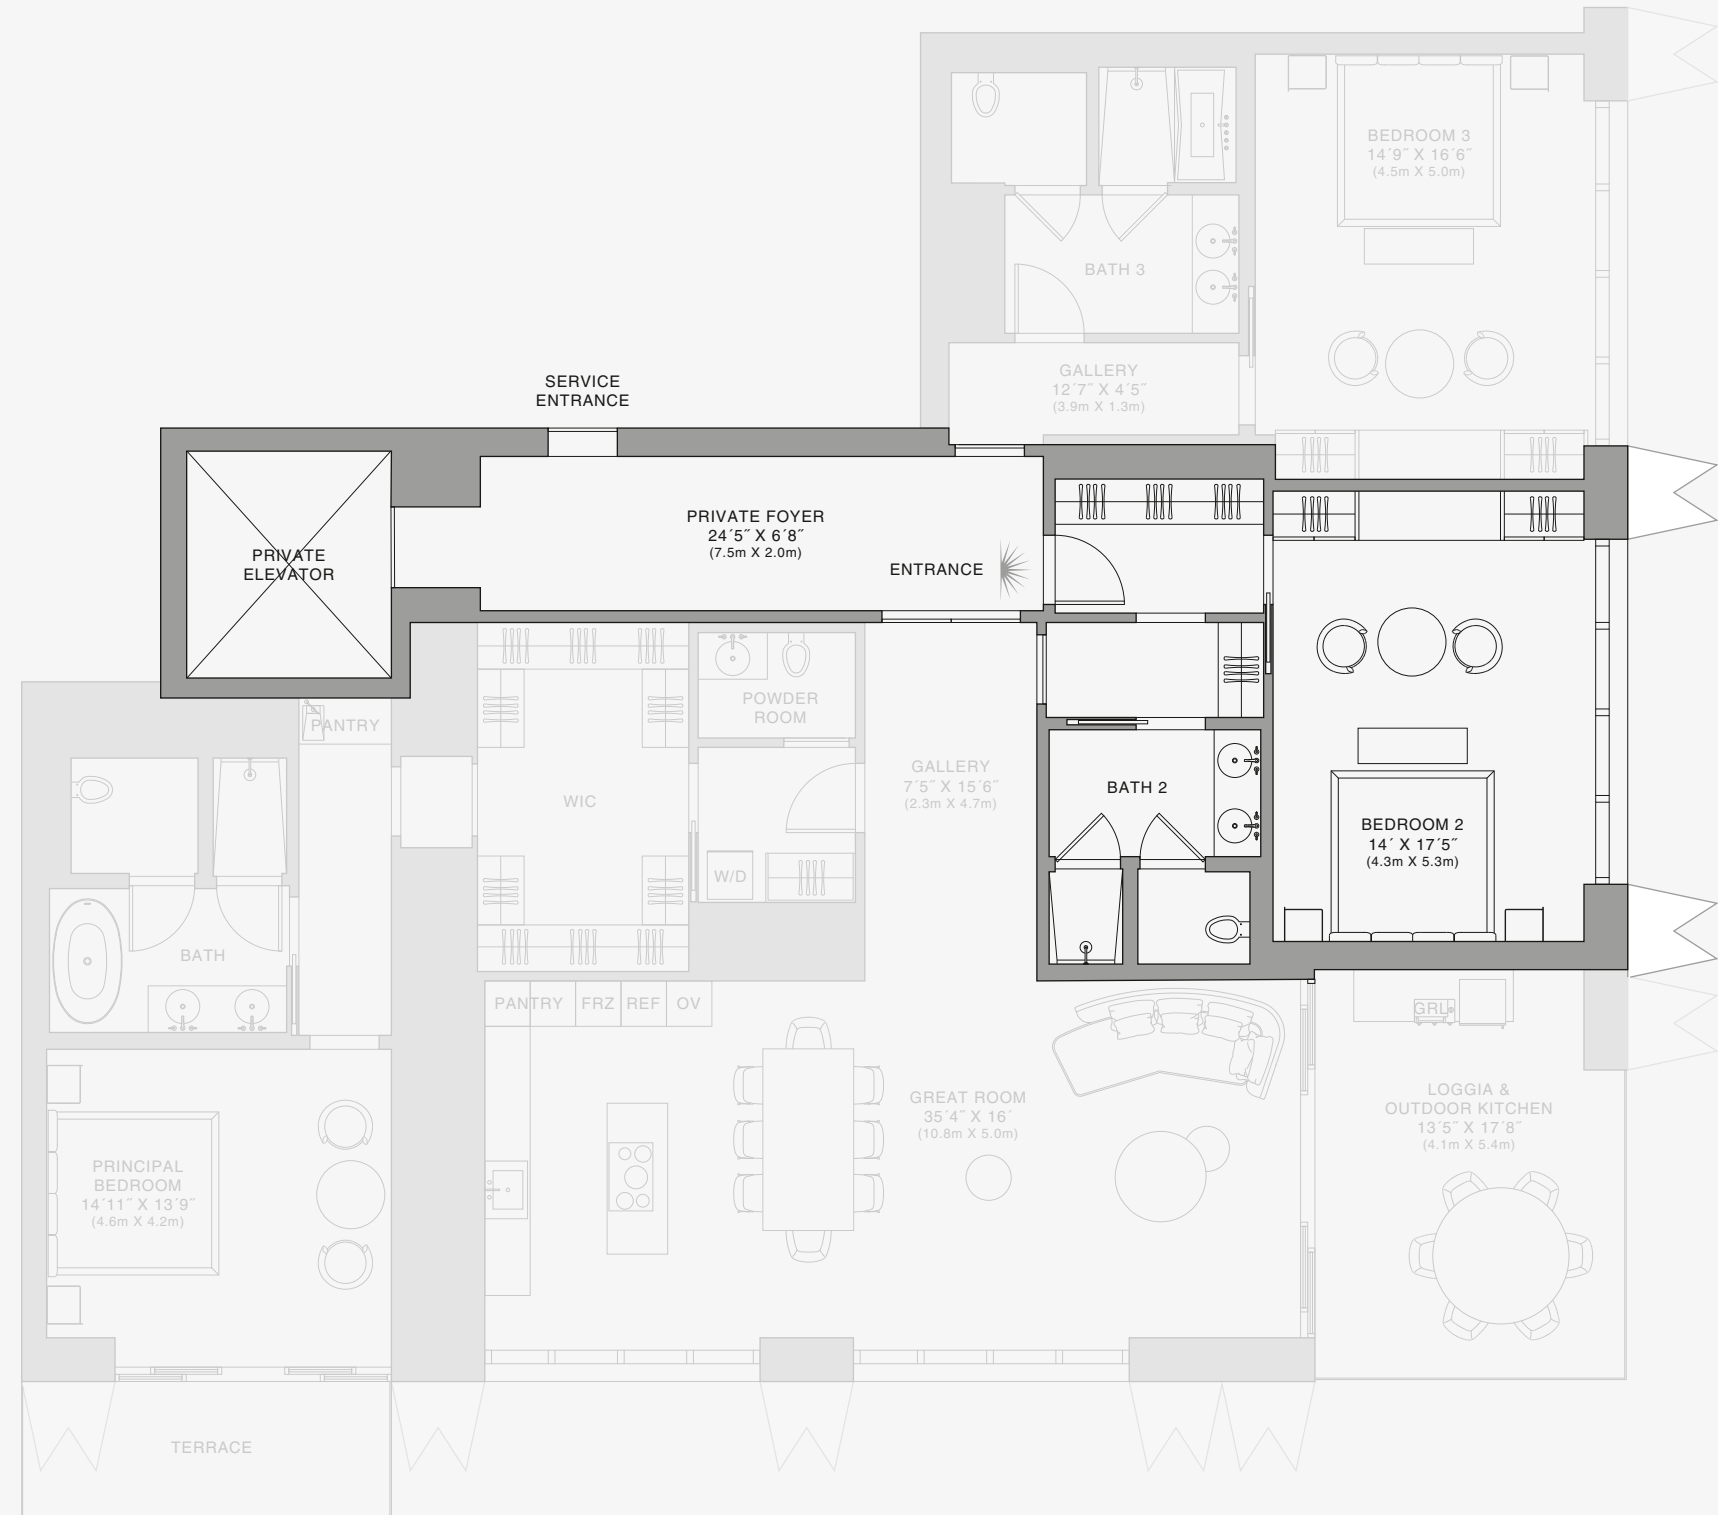 BEDROOM 3
14´9˝ X 16´6˝
(4.5m X 5.0m)
BATH 3
GALLERY
12´7˝ X 4´5˝
(3.9m X 1.3m)
SERVICE
ENTRANCE
PRIVATE FOYER
24´5˝ X 6´8˝
(7.5m X 2.0m)
PRIVATE
ELEVATOR
ENTRANCE
POWDER
ROOM
PANTRY
WIC
GALLERY
7´5˝ X 15´6˝
(2.3m X 4.7m)
BATH 2
BEDROOM 2
14´ X 17´5˝
(4.3m X 5.3m)
W/D
BATH
PANTRY
FRZ
REF
OV
GRL
GREAT ROOM
35´4˝ X 16´
(10.8m X 5.0m)
LOGGIA &
OUTDOOR KITCHEN
13´5˝ X 17´8˝
(4.1m X 5.4m)
PRINCIPAL
BEDROOM
14´11˝ X 13´9˝
(4.6m X 4.2m)
TERRACE